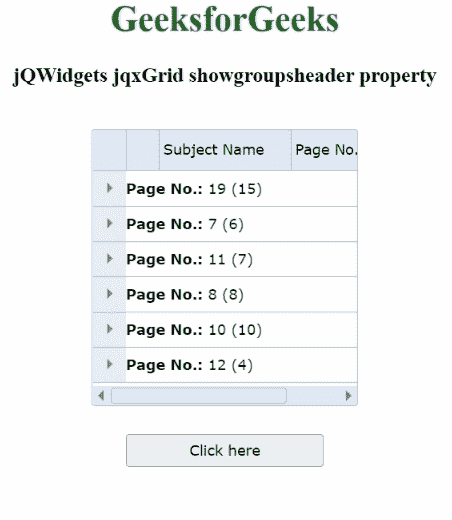 GeeksforGeeks
jQWidgets jqxGrid showgroupsheader property
Subject Name Page No.
Page No.: 19 (15)
Page No.: 7 (6)
Page No.: 11 (7)
Page No.: 8 (8)
Page No.: 10 (10)
Page No.: 12 (4)
Click here